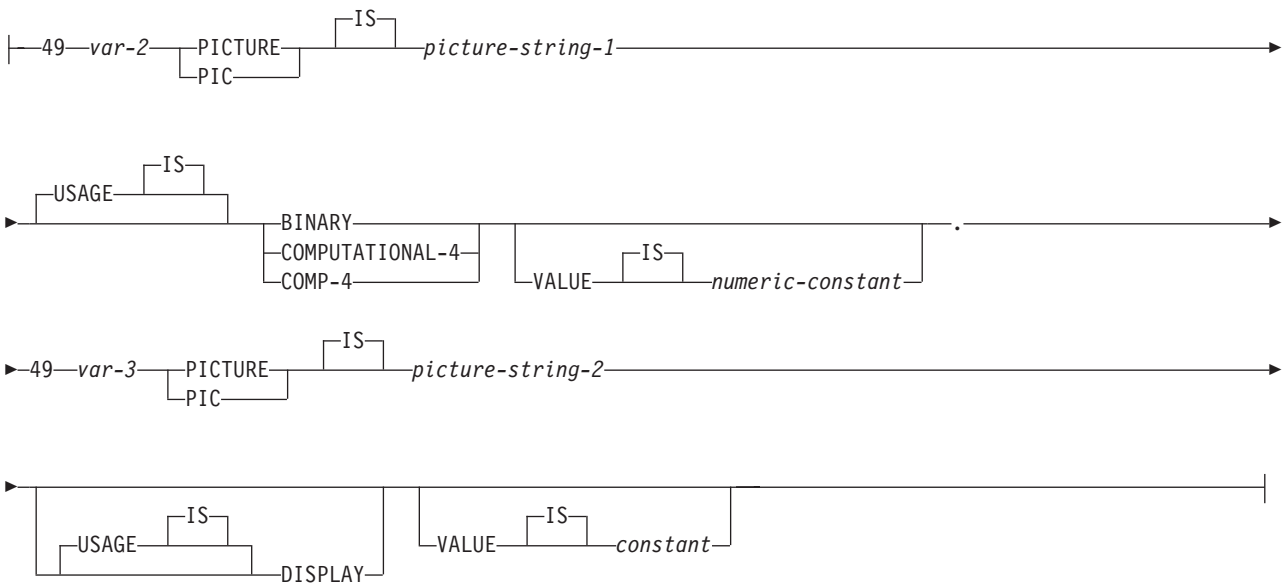 IS
49 var-2 PICTURE picture-string-1
PIC
IS
USAGE
BINARY .
COMPUTATIONAL-4 IS
COMP-4 VALUE numeric-constant
IS
49 var-3 PICTURE picture-string-2
PIC
IS IS
USAGE VALUE constant
DISPLAY